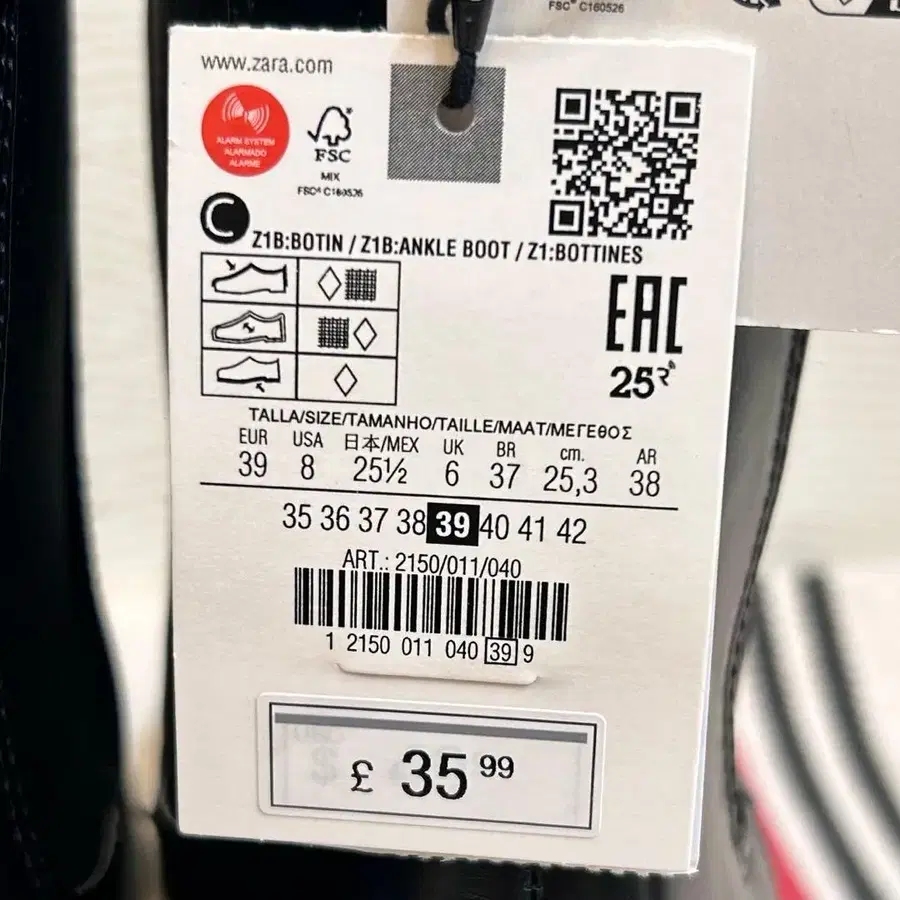 FSC® C160526
www.zara.com
ALARM SYSTEM
ALARMADO
ALARME
FSC
MIX
FSC® C160526
C
Z1B:BOTIN / Z1B:ANKLE BOOT / Z1:BOTTINES
EAC
25
TALLA/SIZE/TAMANHO/TAILLE/MAAT/ΜΕΓΕΘΟΣ
EUR USA 日本/MEX UK BR cm. AR
39 8 25½ 6 37 25,3 38
35 36 37 38 39 40 41 42
ART.: 2150/011/040
1 2150 011 040 39 9
£ 35 99